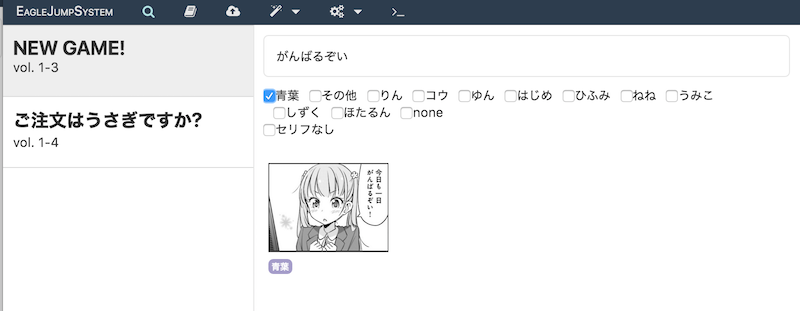 EAGLEJUMPSYSTEM
NEW GAME!
vol. 1-3
ご注文はうさぎですか?
vol. 1-4
がんばるぞい
青葉 その他 りん コウ ゆん はじめ ひふみ ねね うみこ
しずく ほたるん none
セリフなし
今日も一日
がんばるぞい!
青葉